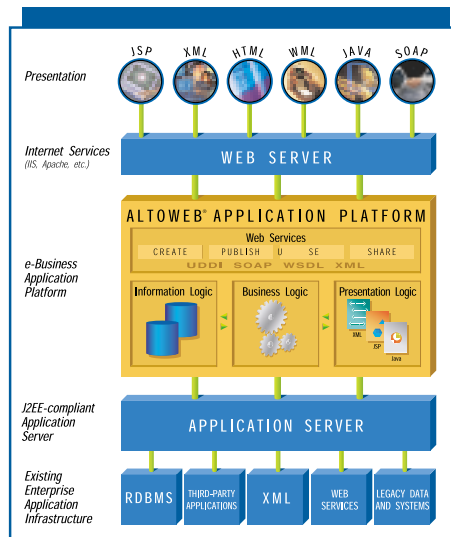 JSP XML HTML WML JAVA SOAP
Presentation
Internet Services
(IIS, Apache, etc.)
WEB SERVER
ALTOWEB® APPLICATION PLATFORM
Web Services
CREATE PUBLISH U SE SHARE
UDDI SOAP WSDL XML
e-Business
Application
Platform
Information Logic Business Logic Presentation Logic
XML
JSP
Java
J2EE-compliant
Application
Server
APPLICATION SERVER
Existing
Enterprise
Application
Infrastructure
RDBMS
THIRD-PARTY
APPLICATIONS
XML
WEB
SERVICES
LEGACY DATA
AND SYSTEMS